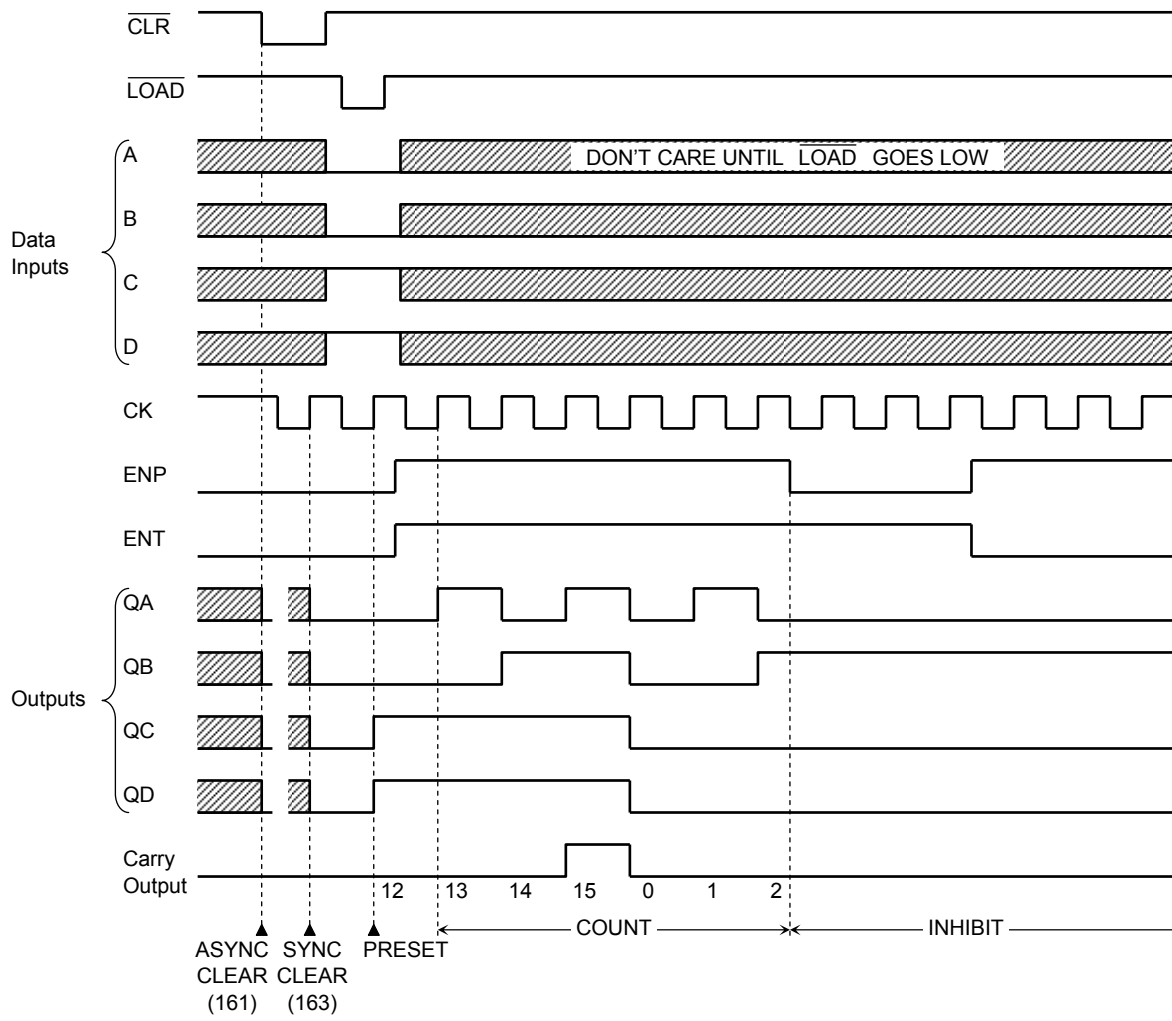 CLR
LOAD
A
DON'T CARE UNTIL LOAD GOES LOW
B
Data
Inputs
C
D
CK
ENP
ENT
QA
QB
Outputs
QC
QD
Carry
Output
12 13 14 15 0 1 2
COUNT
INHIBIT
ASYNC
CLEAR
(161)
SYNC
CLEAR
(163)
PRESET